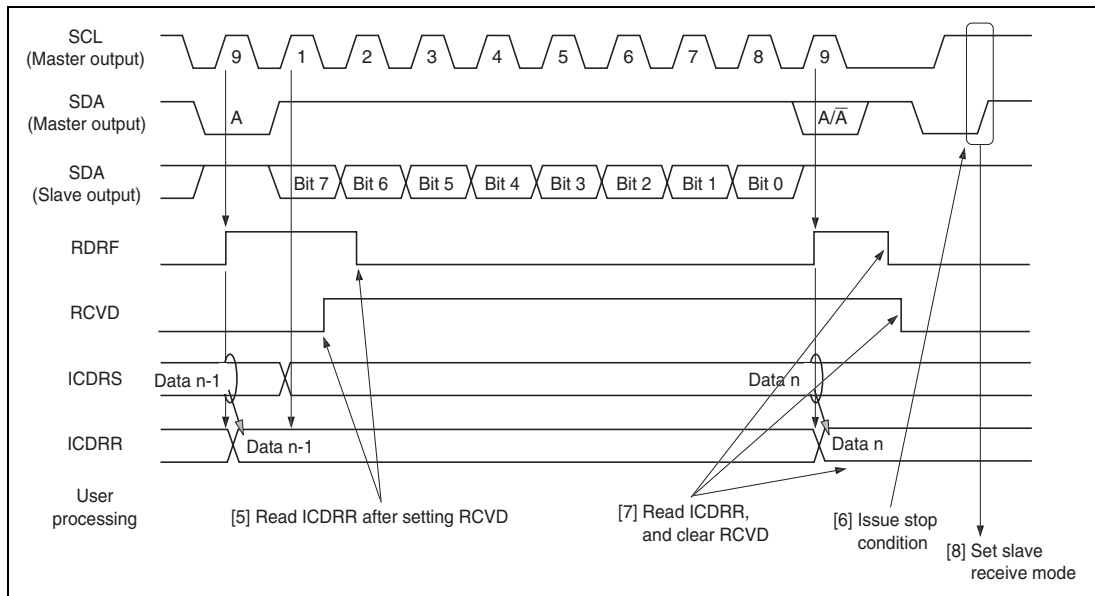 SCL
(Master output)
9 1 2 3 4 5 6 7 8 9
SDA
(Master output)
A A/A̅
SDA
(Slave output)
Bit 7 Bit 6 Bit 5 Bit 4 Bit 3 Bit 2 Bit 1 Bit 0
RDRF
RCVD
ICDRS
Data n-1 Data n
ICDRR
Data n-1 Data n
User
processing
[5] Read ICDRR after setting RCVD
[7] Read ICDRR,
and clear RCVD
[6] Issue stop
condition
[8] Set slave
receive mode